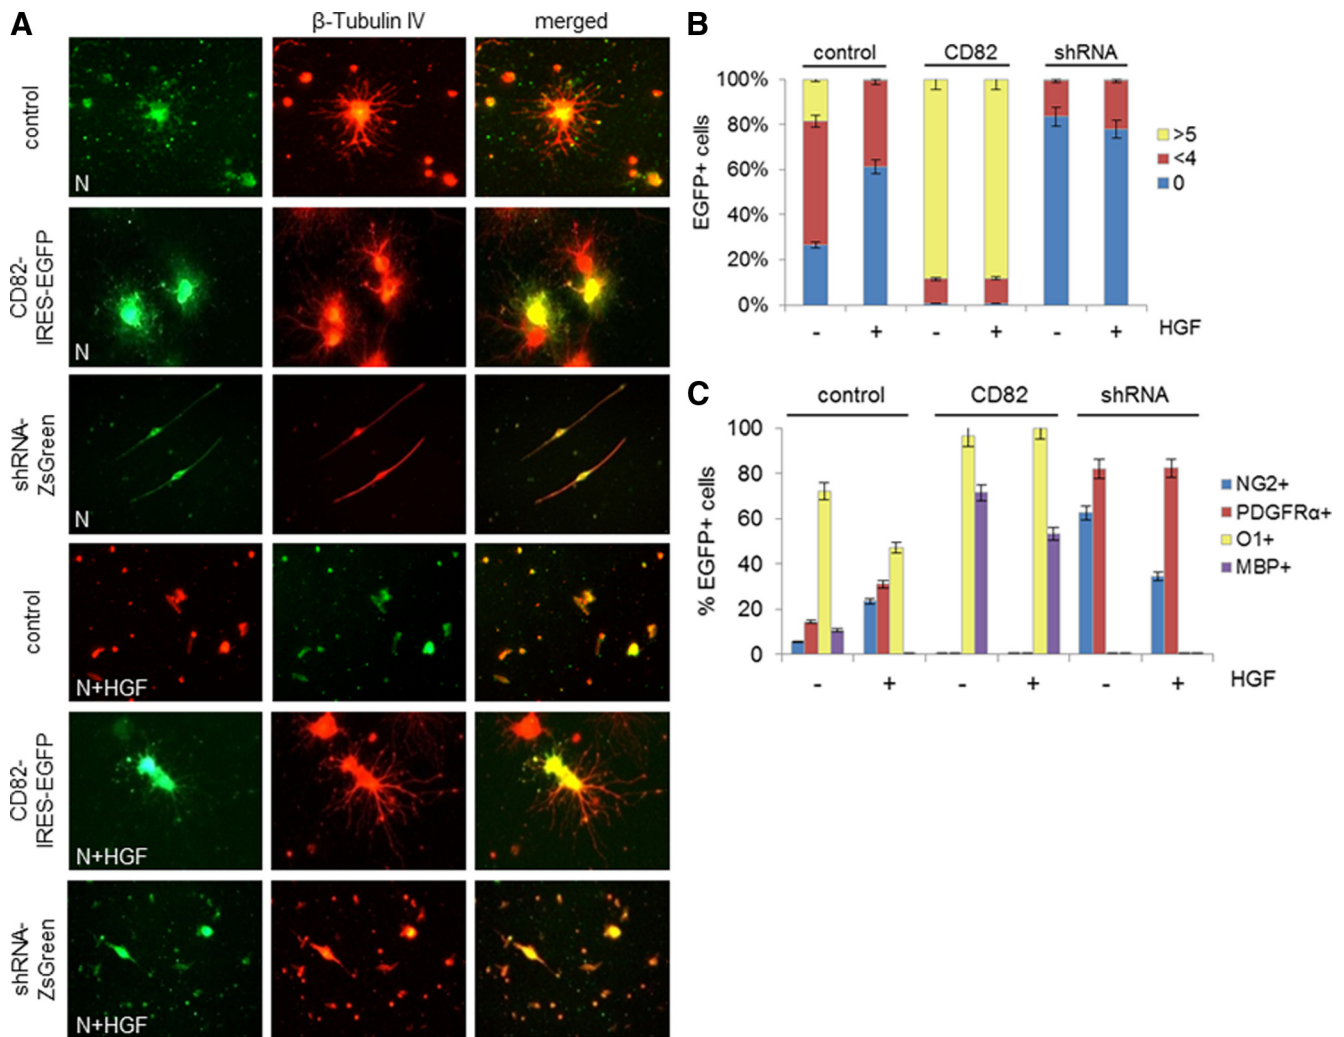 A
β-Tubulin IV
merged
control
N
CD82-
IRES-EGFP
N
shRNA-
ZsGreen
N
control
N+HGF
CD82-
IRES-EGFP
N+HGF
shRNA-
ZsGreen
N+HGF
B
control
CD82
shRNA
EGFP+ cells
100%
80%
60%
40%
20%
0%
>5
<4
0
-
+
-
+
-
+
HGF
C
control
CD82
shRNA
% EGFP+ cells
100
80
60
40
20
0
NG2+
PDGFRα+
O1+
MBP+
-
+
-
+
-
+
HGF